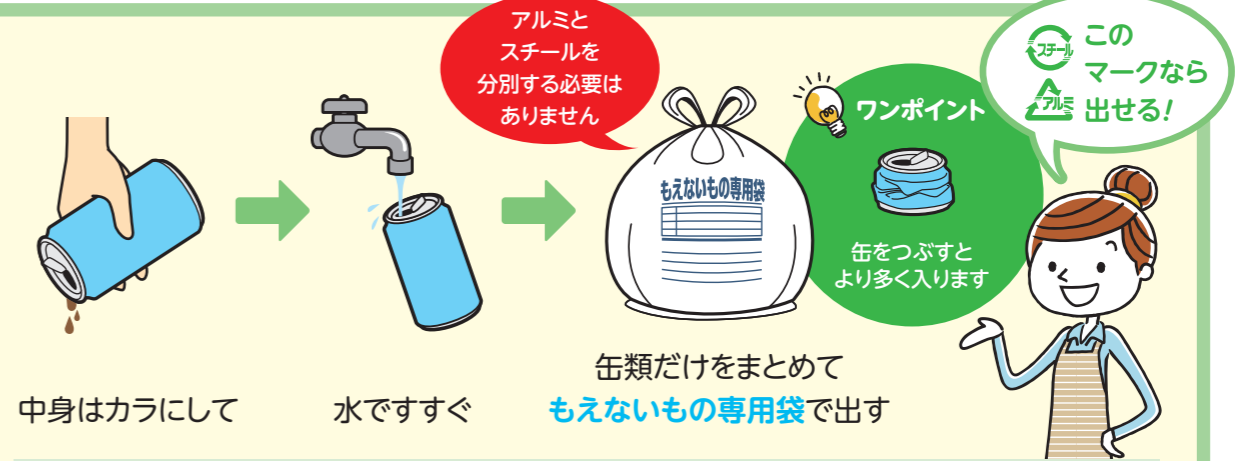 アルミと
スチールを
分別する必要は
ありません
ワンポイント
スチール
アルミ
この
マークなら
出せる!
もえないもの専用袋
缶をつぶすと
より多く入ります
中身はカラにして
水ですすぐ
缶類だけをまとめて
もえないもの専用袋で出す